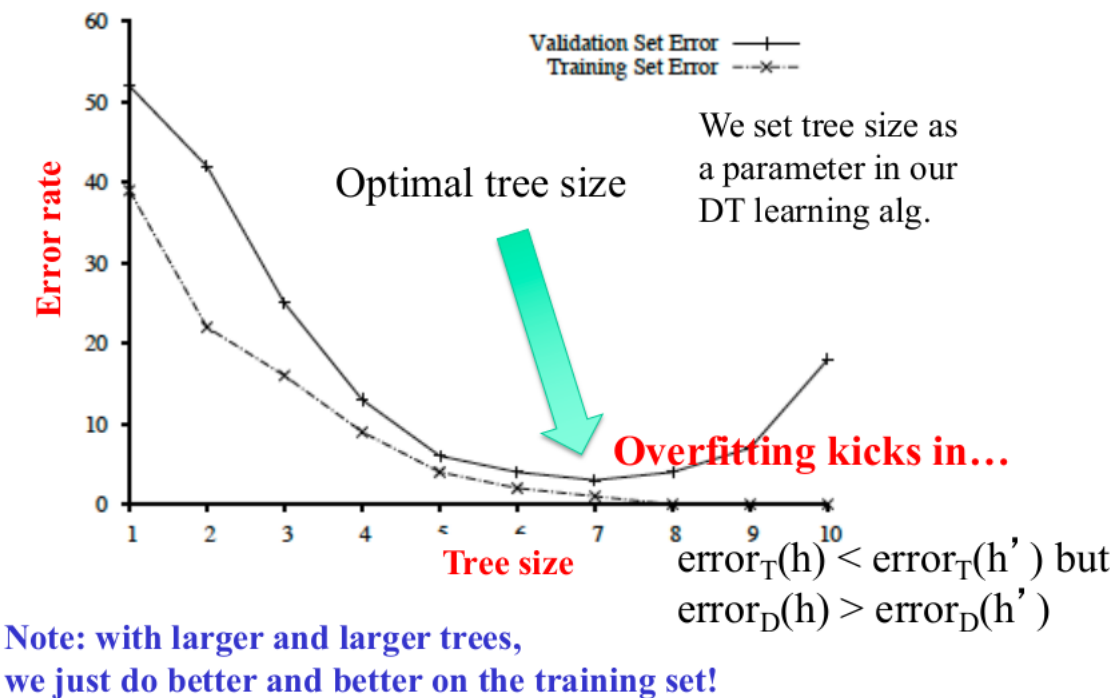 60
Validation Set Error
Training Set Error
50
We set tree size as
a parameter in our
DT learning alg.
40
Optimal tree size
Error rate
30
20
10
Overfitting kicks in…
0
1 2 3 4 7 8 9 10
Tree size
error_T(h) < error_T(h’) but
error_D(h) > error_D(h’)
Note: with larger and larger trees,
we just do better and better on the training set!